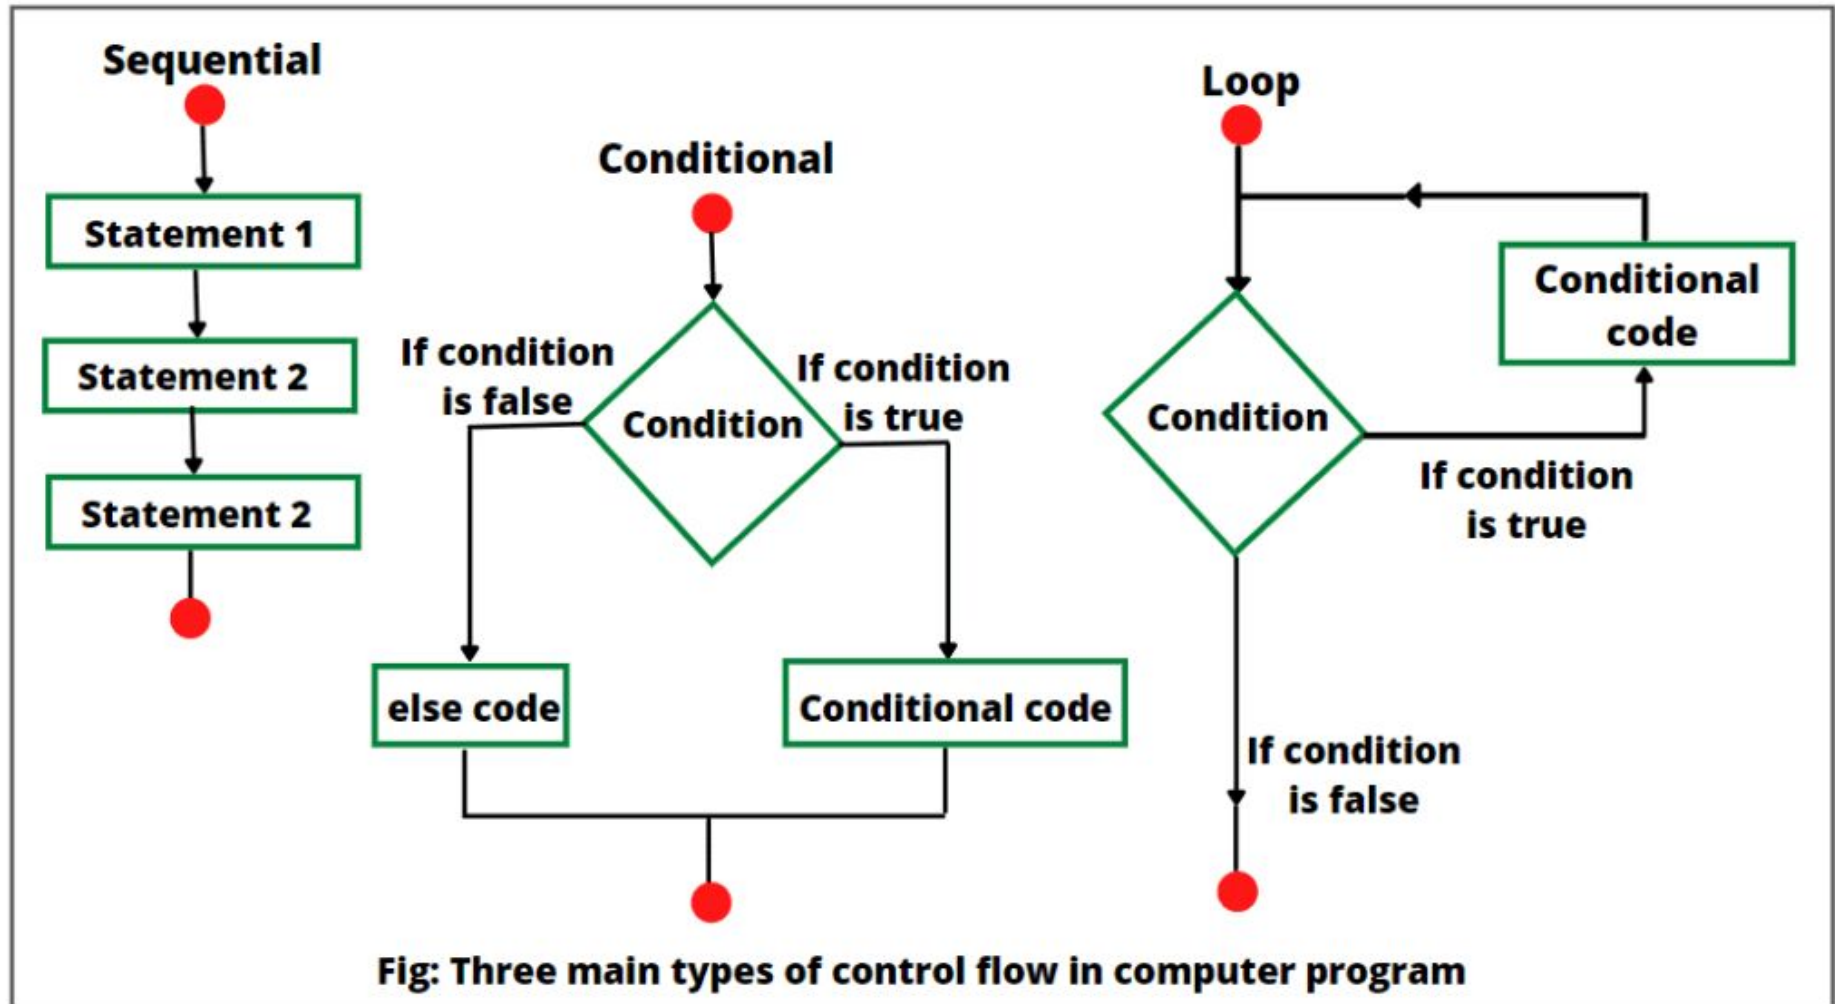 Sequential
Statement 1
Statement 2
Statement 2
Conditional
If condition
is false
Condition
If condition
is true
else code
Conditional code
Loop
Conditional
code
Condition
If condition
is true
If condition
is false
Fig: Three main types of control flow in computer program